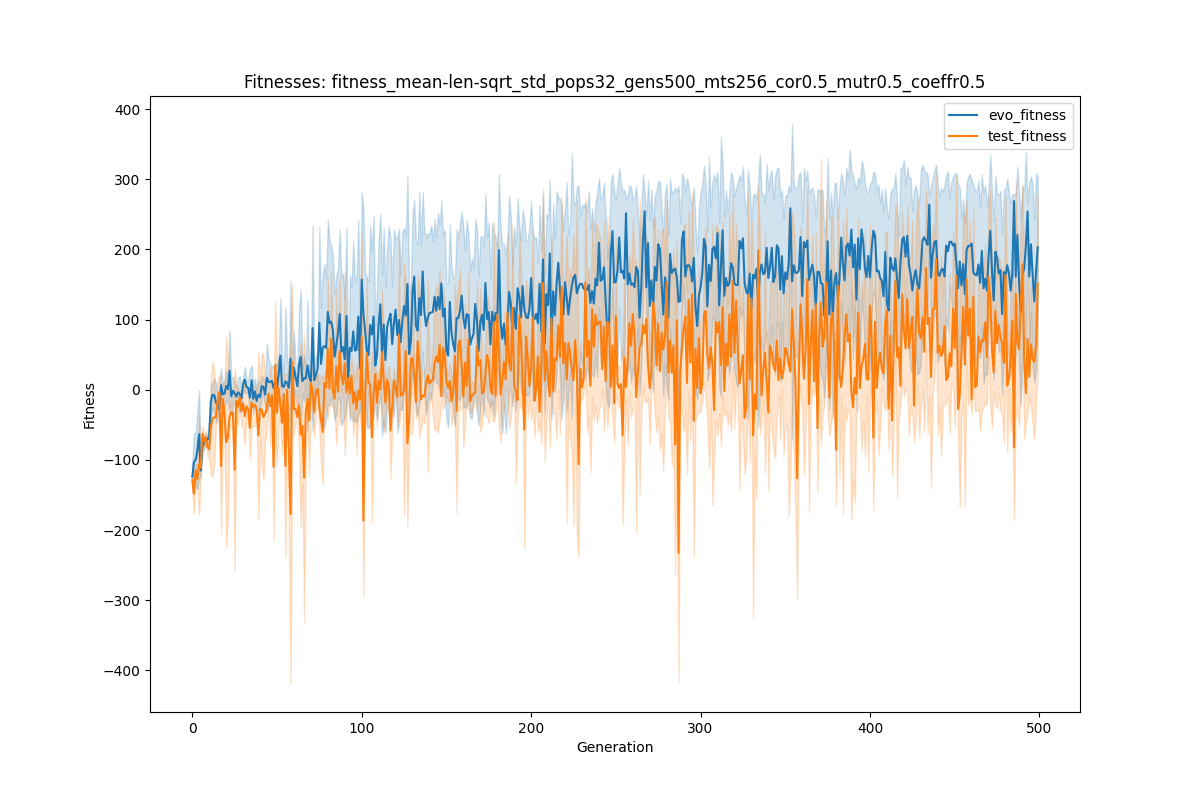 Fitnesses: fitness_mean-len-sqrt_std_pops32_gens500_mts256_cor0.5_mutr0.5_coeffr0.5
evo_fitness
test_fitness
400
300
200
100
0
−100
−200
−300
−400
Fitness
0 100 200 300 400 500
Generation